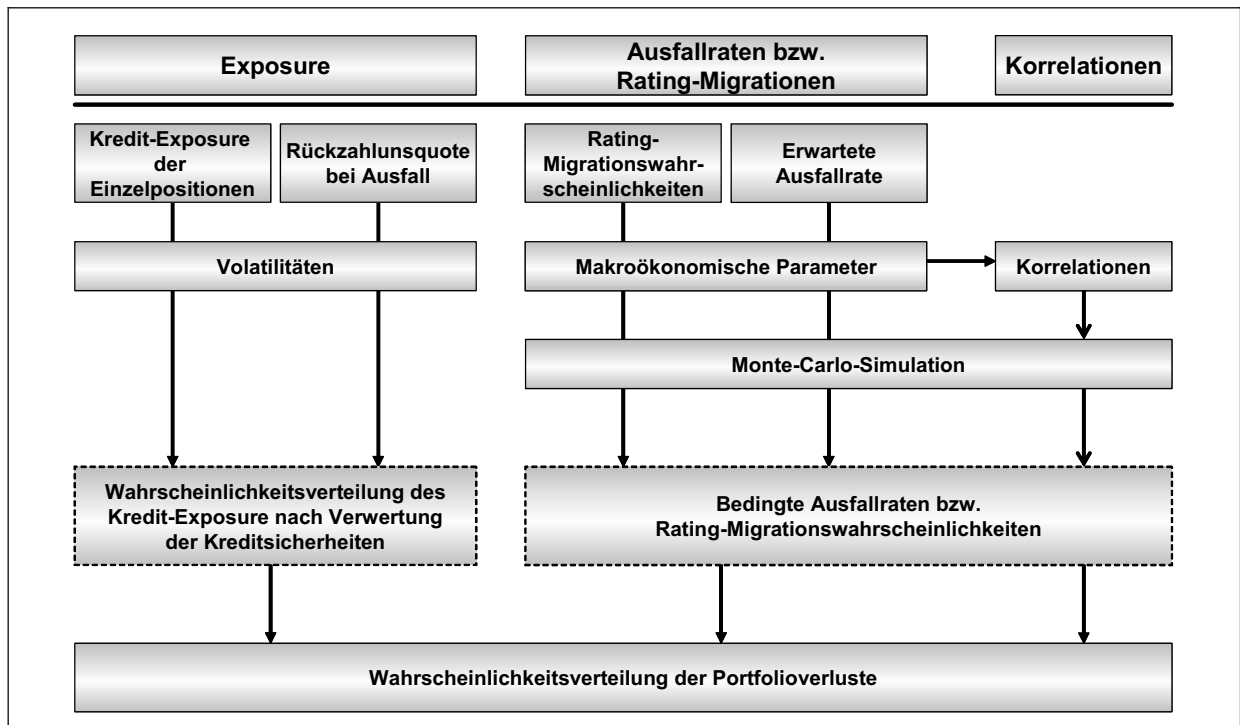 Exposure
Ausfallraten bzw.
Rating-Migrationen
Korrelationen
Kredit-Exposure
der
Einzelpositionen
Rückzahlunsquote
bei Ausfall
Rating-
Migrationswahr-
scheinlichkeiten
Erwartete
Ausfallrate
Volatilitäten
Makroökonomische Parameter
Korrelationen
Monte-Carlo-Simulation
Wahrscheinlichkeitsverteilung des
Kredit-Exposure nach Verwertung
der Kreditsicherheiten
Bedingte Ausfallraten bzw.
Rating-Migrationswahrscheinlichkeiten
Wahrscheinlichkeitsverteilung der Portfolioverluste